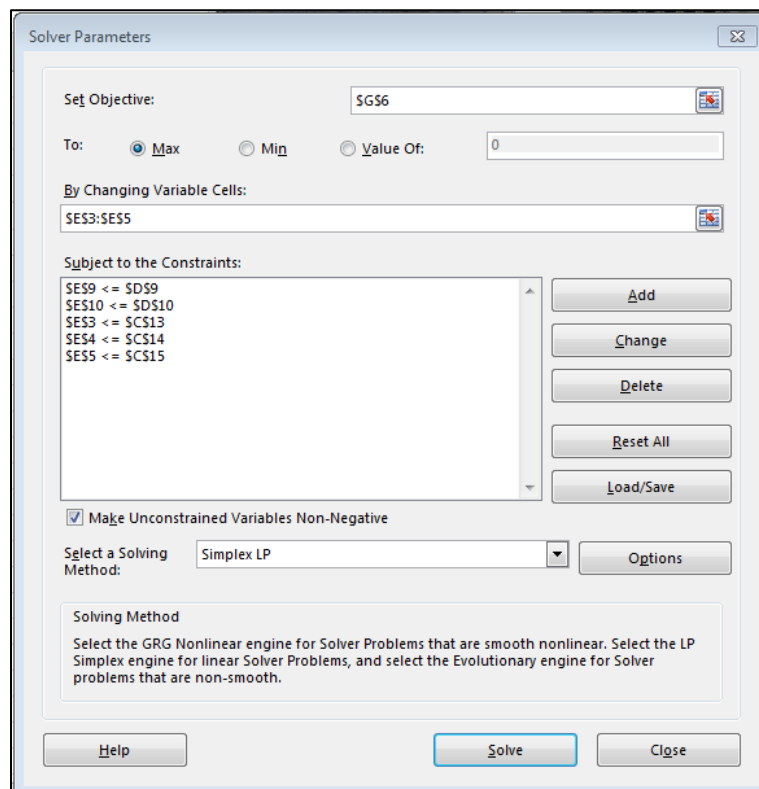 Solver Parameters
Set Objective:
$G$6
To:
Max
Min
Value Of:
0
By Changing Variable Cells:
$E$3:$E$5
Subject to the Constraints:
$E$9 <= $D$9
$E$10 <= $D$10
$E$3 <= $C$13
$E$4 <= $C$14
$E$5 <= $C$15
Add
Change
Delete
Reset All
Load/Save
Make Unconstrained Variables Non-Negative
Select a Solving
Method:
Simplex LP
Options
Solving Method
Select the GRG Nonlinear engine for Solver Problems that are smooth nonlinear. Select the LP
Simplex engine for linear Solver Problems, and select the Evolutionary engine for Solver
problems that are non-smooth.
Help
Solve
Close